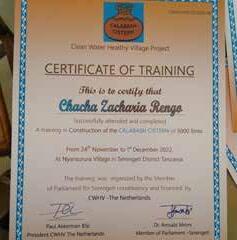 CALABASH
CISTERN
Clean Water Healthy Village Project
CERTIFICATE OF TRAINING
This is to certify that
Chacha Zacharia Rengo
Successfully attended and completed
A training in Construction of the CALABASH CISTERN of 5000 litres
From 24th November to 1st December 2022.
At Nyansurura Village in Serengeti District Tanzania
The training was organized by the Member
of Parliament for Serengeti constituency and financed by
CWHV -The Netherlands
Paul Akkerman BSc
President CWHV The Netherlands
Dr. Amsabi Mrimi
Member of Parliament -Serengeti